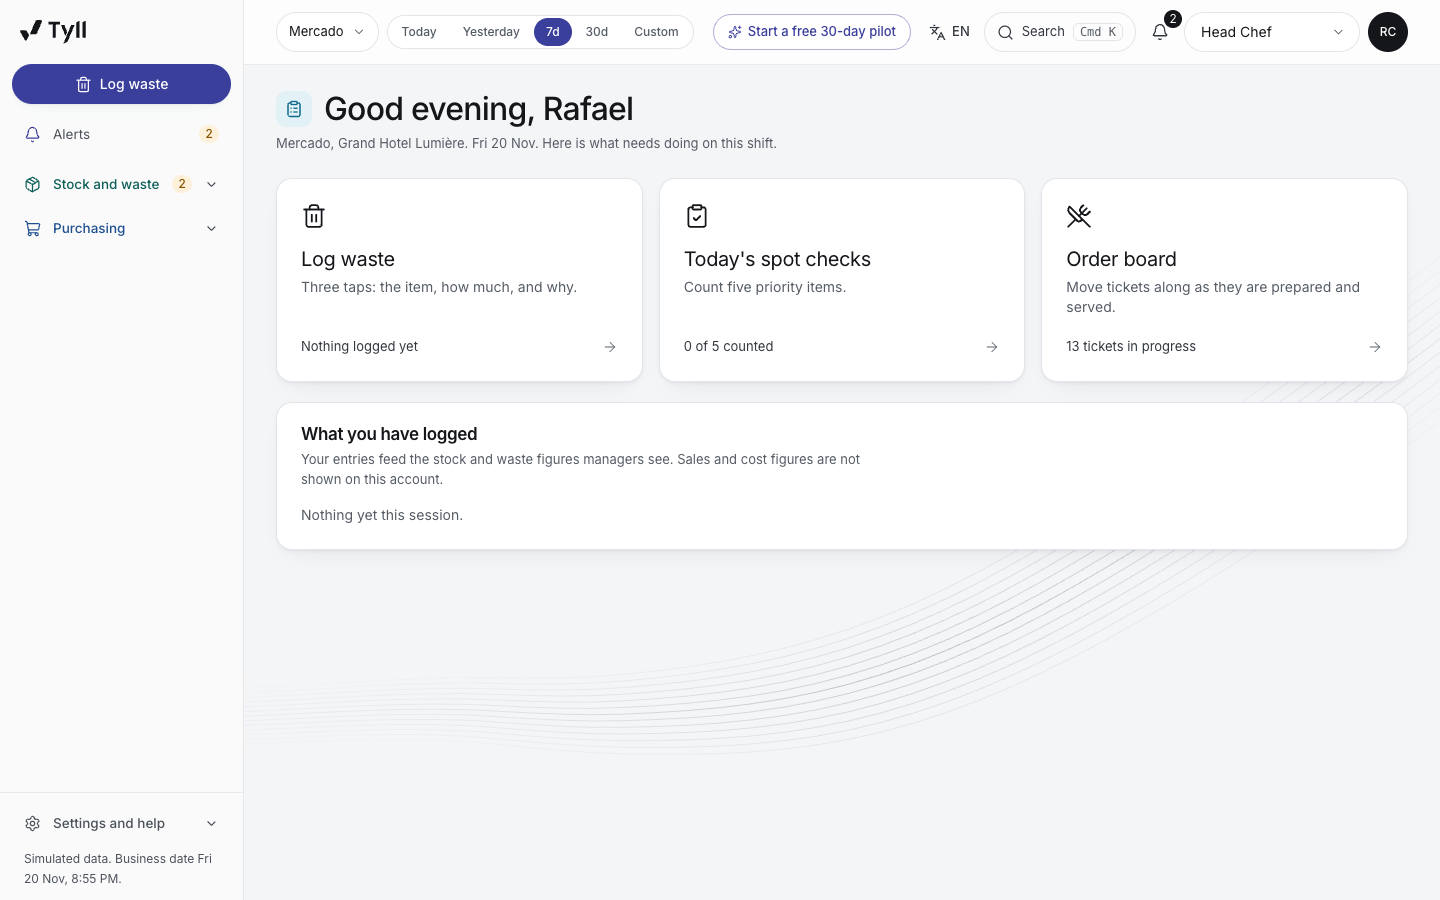 Tyll
Log waste
Alerts 2
Stock and waste 2
Purchasing
Settings and help
Simulated data. Business date Fri
20 Nov, 8:55 PM.
Mercado Today Yesterday 7d 30d Custom Start a free 30-day pilot EN Search Cmd K 2 Head Chef RC
Good evening, Rafael
Mercado, Grand Hotel Lumière. Fri 20 Nov. Here is what needs doing on this shift.
Log waste
Three taps: the item, how much, and why.
Nothing logged yet
Today's spot checks
Count five priority items.
0 of 5 counted
Order board
Move tickets along as they are prepared and
served.
13 tickets in progress
What you have logged
Your entries feed the stock and waste figures managers see. Sales and cost figures are not
shown on this account.
Nothing yet this session.